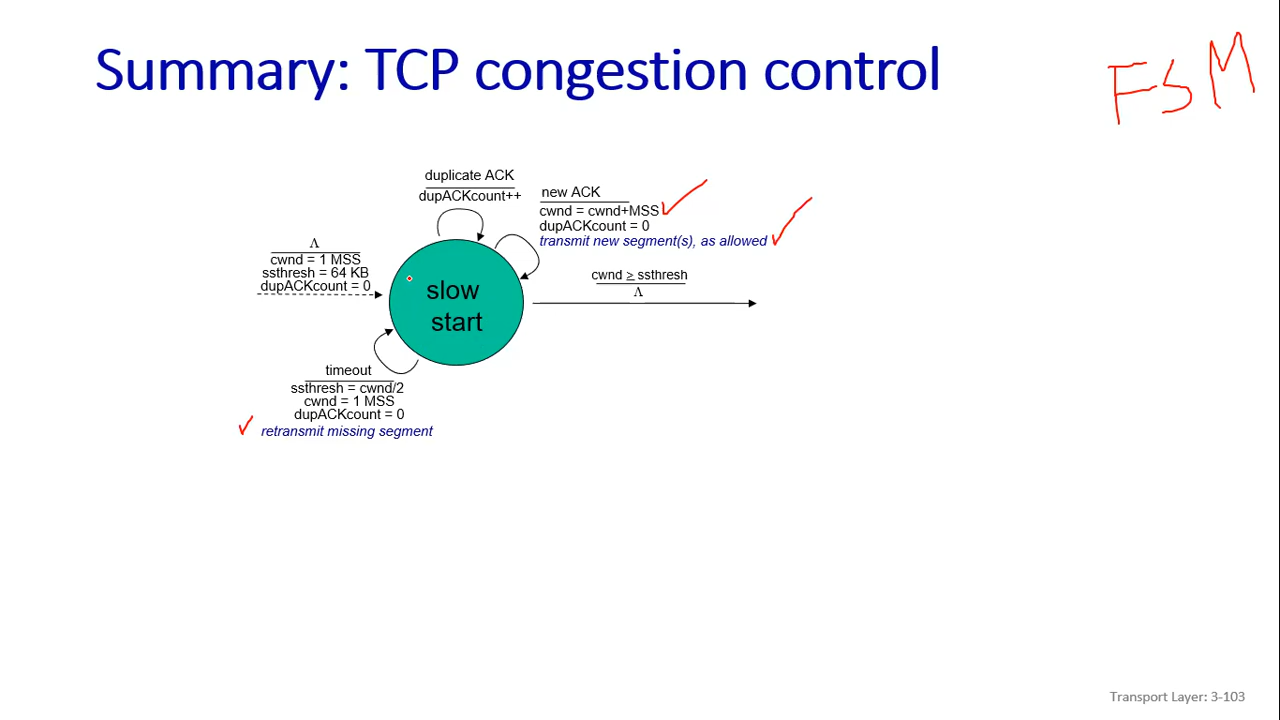 Summary: TCP congestion control
FSM
duplicate ACK
dupACKcount++
new ACK
cwnd = cwnd+MSS
dupACKcount = 0
transmit new segment(s), as allowed
Λ
cwnd = 1 MSS
ssthresh = 64 KB
dupACKcount = 0
slow
start
cwnd ≥ ssthresh
Λ
timeout
ssthresh = cwnd/2
cwnd = 1 MSS
dupACKcount = 0
retransmit missing segment
Transport Layer: 3-103